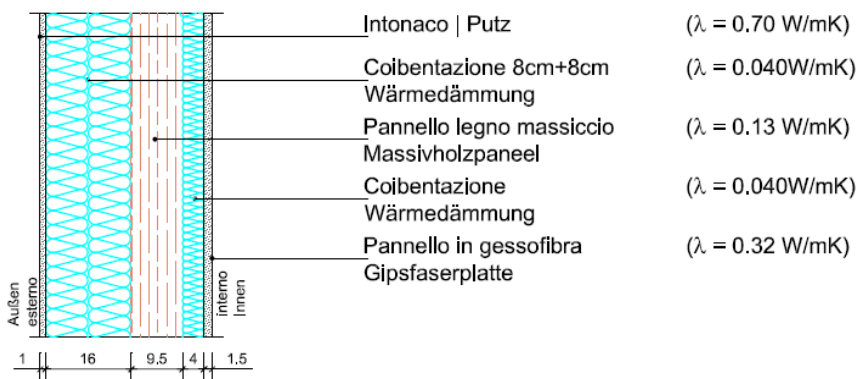 Intonaco | Putz (λ = 0.70 W/mK)
Coibentazione 8cm+8cm (λ = 0.040W/mK)
Wärmedämmung
Pannello legno massiccio (λ = 0.13 W/mK)
Massivholzpaneel
Coibentazione (λ = 0.040W/mK)
Wärmedämmung
Pannello in gessofibra (λ = 0.32 W/mK)
Gipsfaserplatte
Außen
esterno
interno
Innen
1 16 9.5 4 1.5